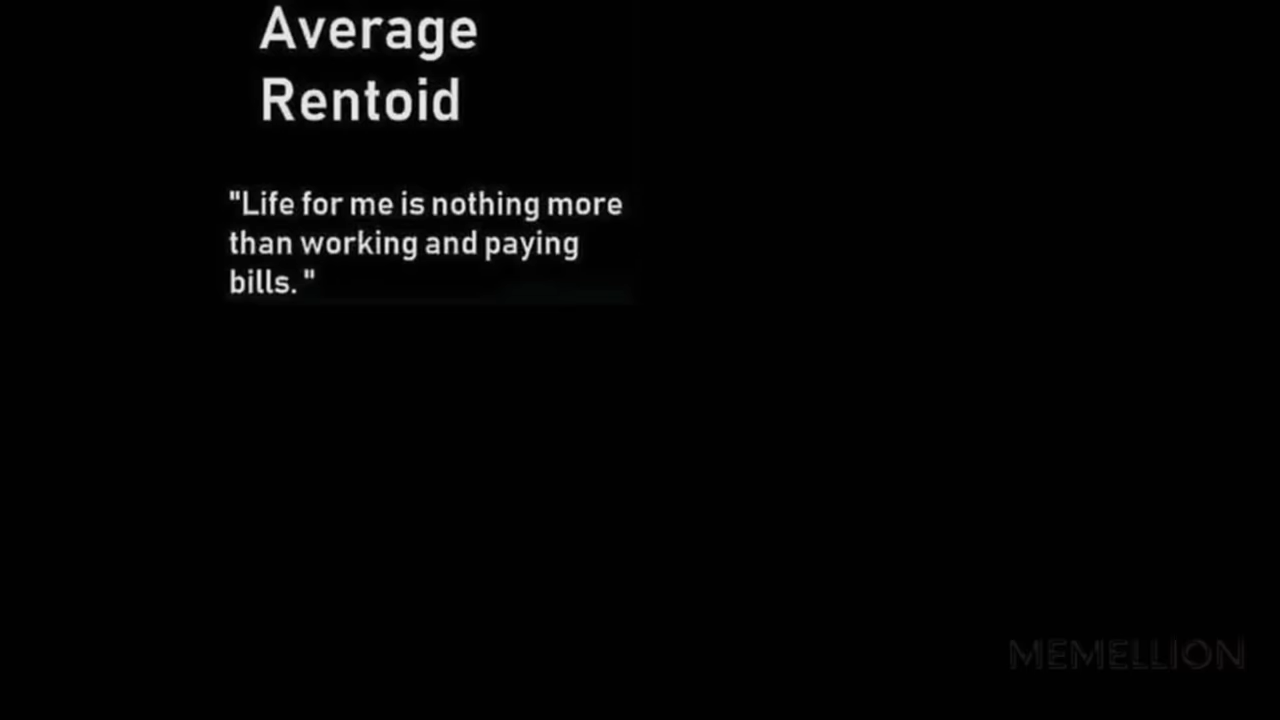 Average
Rentoid
"Life for me is nothing more
than working and paying
bills. "
MEMELLION